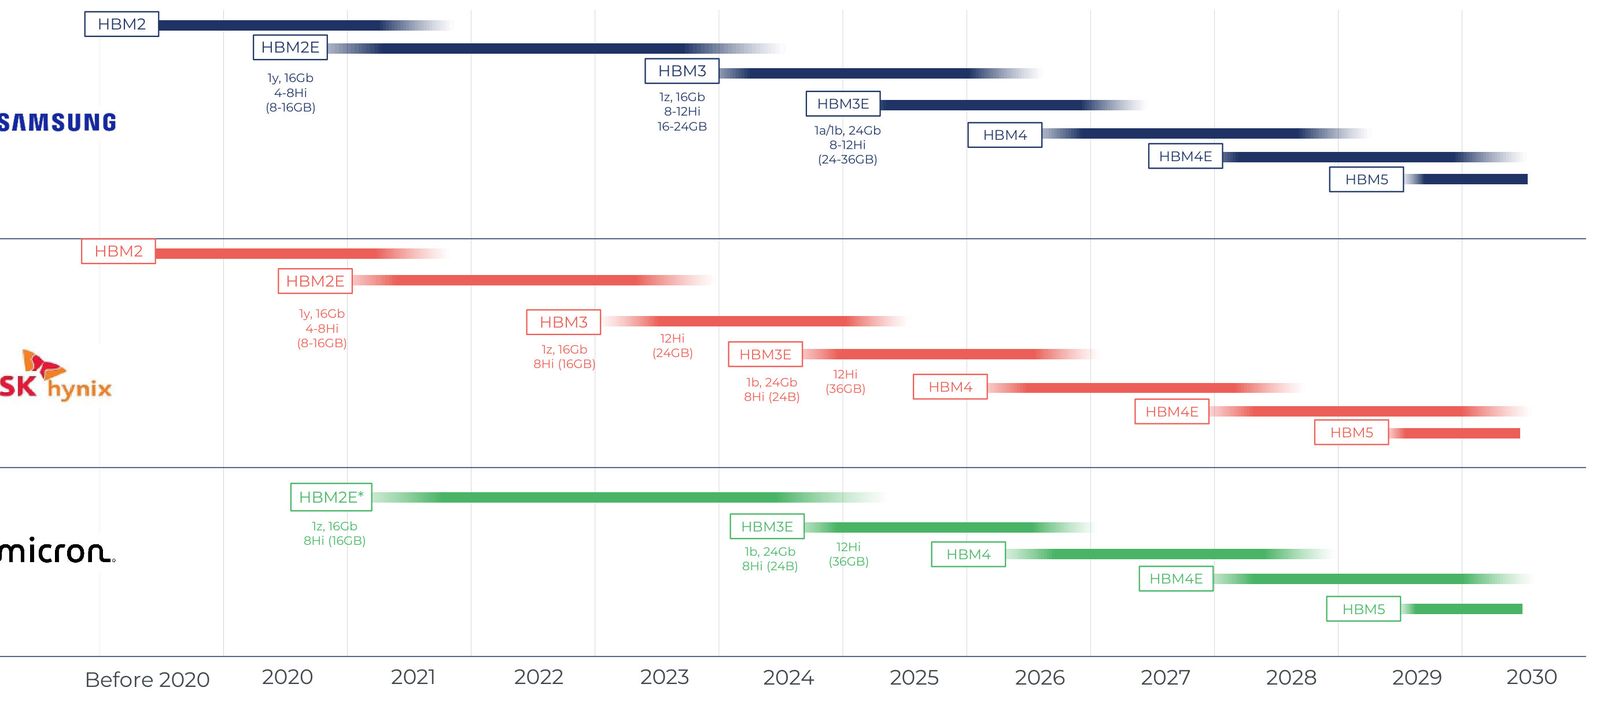 HBM2
HBM2E
1y, 16Gb
4-8Hi
(8-16GB)
HBM3
1z, 16Gb
8-12Hi
16-24GB
HBM3E
1a/1b, 24Gb
8-12Hi
(24-36GB)
HBM4
HBM4E
HBM5
SAMSUNG
HBM2
HBM2E
1y, 16Gb
4-8Hi
(8-16GB)
HBM3
1z, 16Gb
8Hi (16GB)
12Hi
(24GB)
HBM3E
1b, 24Gb
8Hi (24B)
12Hi
(36GB)
HBM4
HBM4E
HBM5
SK hynix
HBM2E*
1z, 16Gb
8Hi (16GB)
HBM3E
1b, 24Gb
8Hi (24B)
12Hi
(36GB)
HBM4
HBM4E
HBM5
micron®
Before 2020 2020 2021 2022 2023 2024 2025 2026 2027 2028 2029 2030